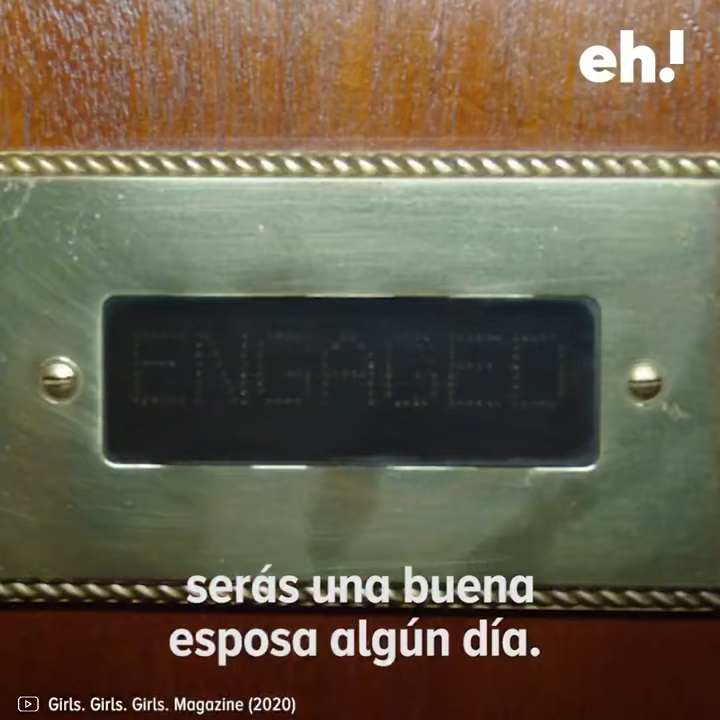 eh!
ENGAGED
serás una buena
esposa algún día.
Girls. Girls. Girls. Magazine (2020)